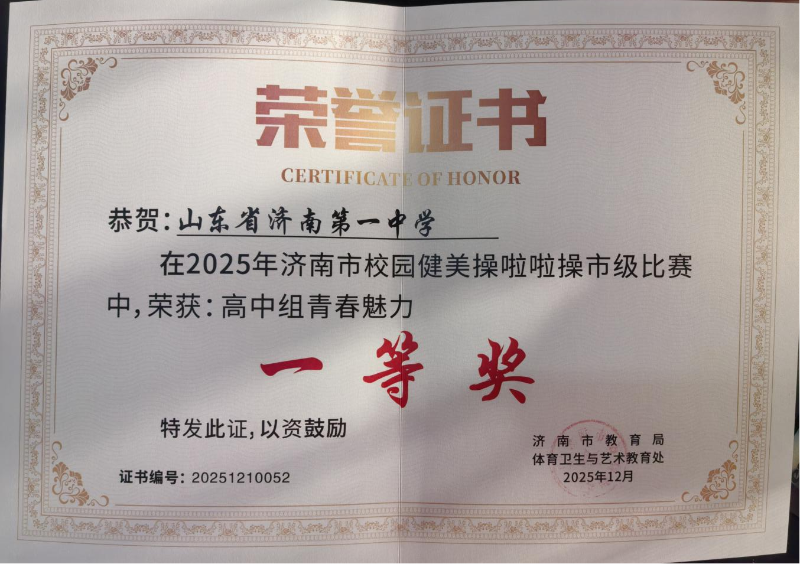 荣誉证书
CERTIFICATE OF HONOR
恭贺：山东省济南第一中学
在2025年济南市校园健美操啦啦操市级比赛
中，荣获：高中组青春魅力
一等奖
特发此证，以资鼓励
济南市教育局
体育卫生与艺术教育处
证书编号：20251210052
2025年12月